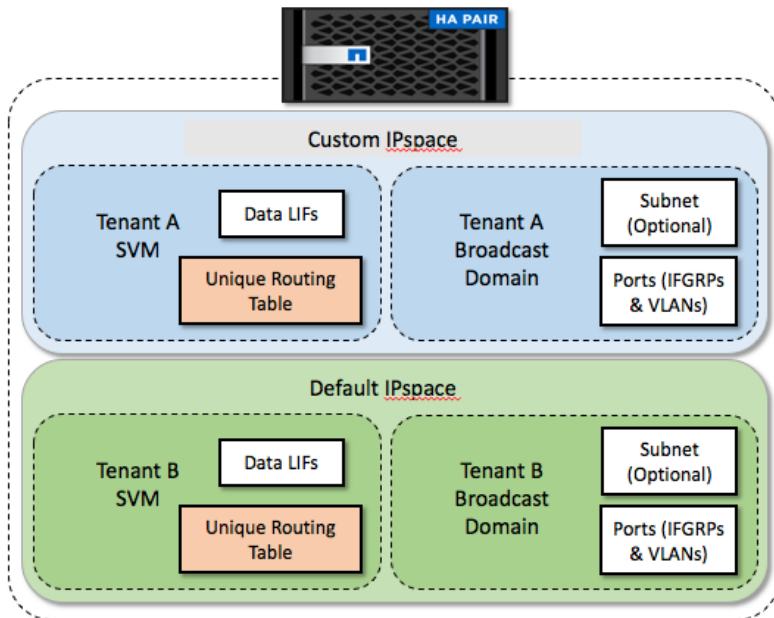 HA PAIR
Custom IPspace
Tenant A
SVM
Data LIFs
Unique Routing
Table
Tenant A
Broadcast
Domain
Subnet
(Optional)
Ports (IFGRPs
& VLANs)
Default IPspace
Tenant B
SVM
Data LIFs
Unique Routing
Table
Tenant B
Broadcast
Domain
Subnet
(Optional)
Ports (IFGRPs
& VLANs)